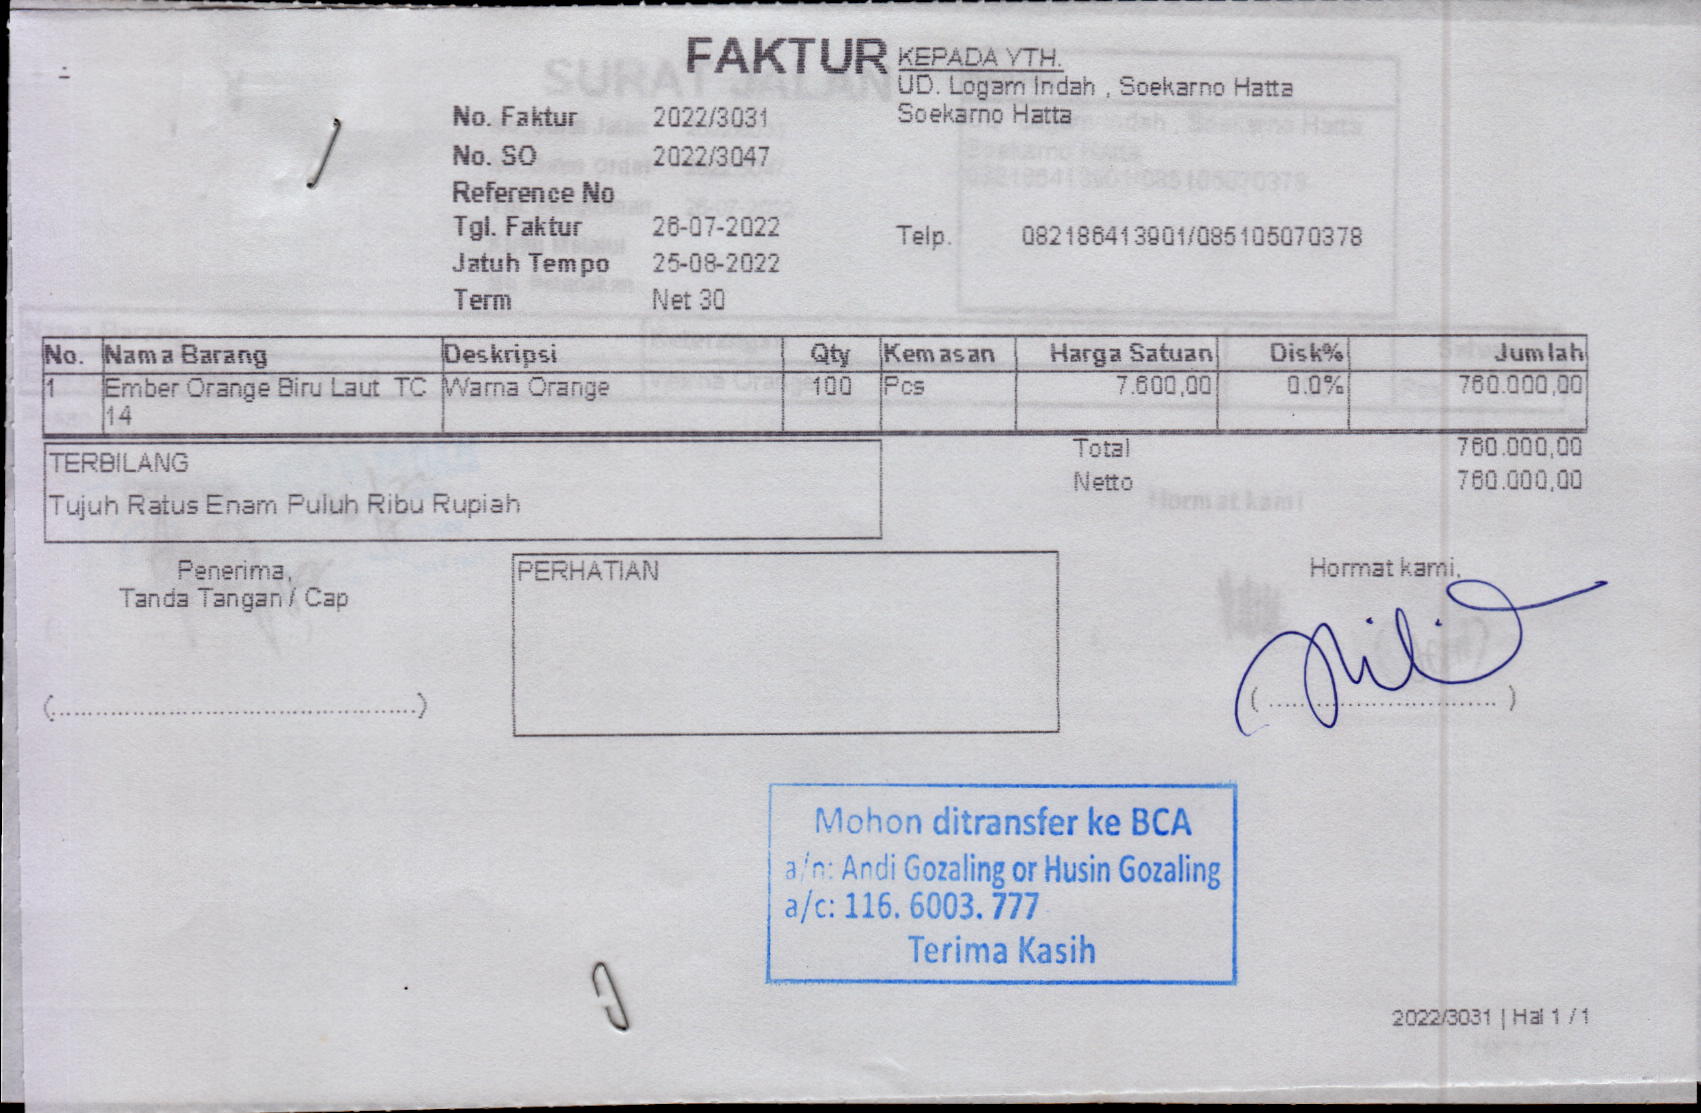 FAKTUR
KEPADA YTH.
UD. Logam Indah , Soekarno Hatta
Soekarno Hatta
No. Faktur 2022/3031
No. SO 2022/3047
Reference No
Tgl. Faktur 26-07-2022
Telp. 082186413901/085105070378
Jatuh Tempo 25-08-2022
Term Net 30
No. Nama Barang Deskripsi Qty Kemasan Harga Satuan Disk% Jumlah
1 Ember Orange Biru Laut TC Warna Orange 100 Pcs 7.600,00 0.0% 760.000,00
14
Total 760.000,00
TERBILANG
Netto 760.000,00
Tujuh Ratus Enam Puluh Ribu Rupiah
Penerima,
Tanda Tangan / Cap
PERHATIAN
Hormat kami,
Mohon ditransfer ke BCA
a/n: Andi Gozaling or Husin Gozaling
a/c: 116. 6003. 777
Terima Kasih
2022/3031 | Hal 1 / 1